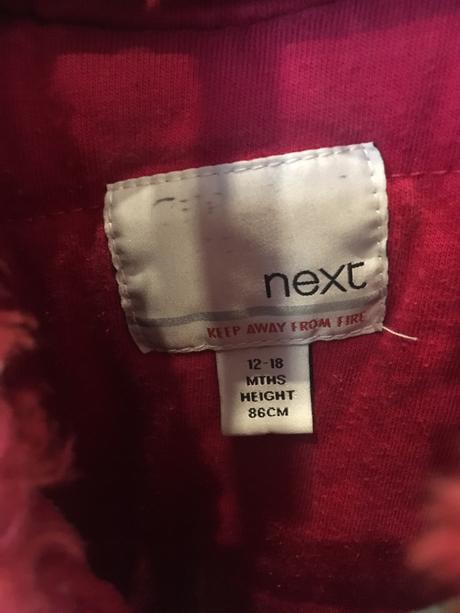 next
KEEP AWAY FROM FIRE
12-18
MTHS
HEIGHT
86CM